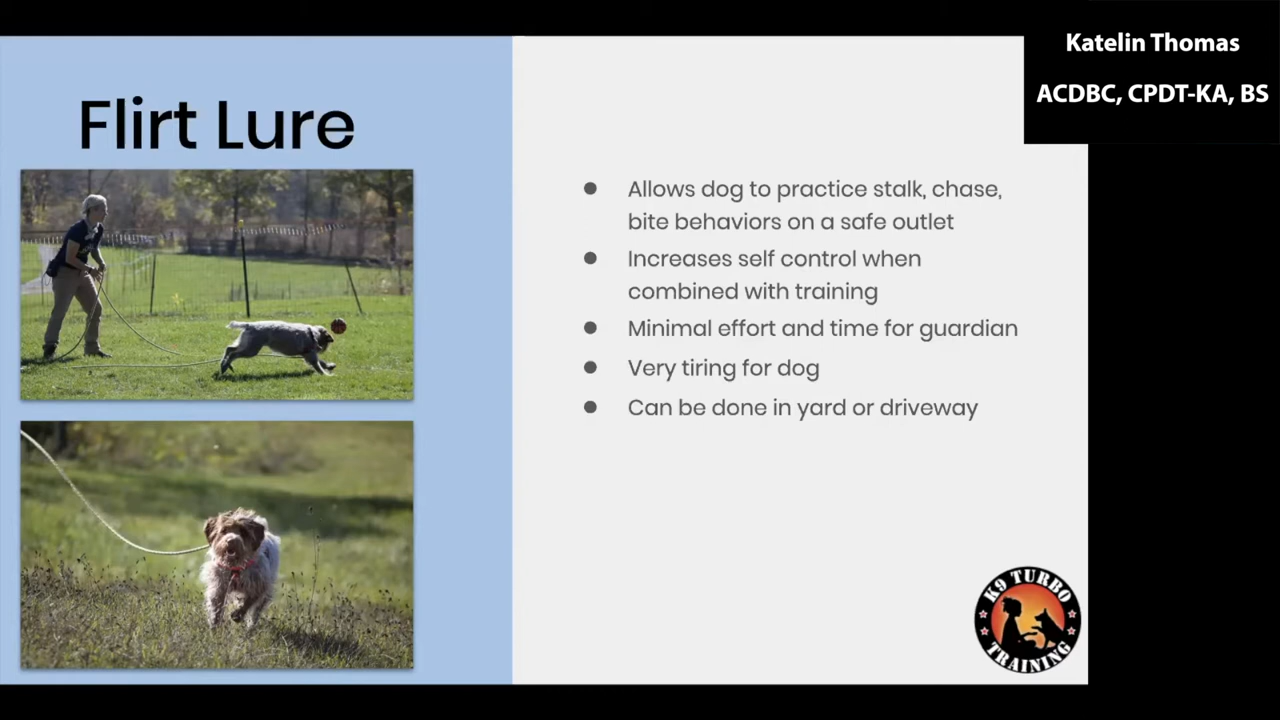 Katelin Thomas
ACDBC, CPDT-KA, BS
Flirt Lure
● Allows dog to practice stalk, chase,
bite behaviors on a safe outlet
● Increases self control when
combined with training
● Minimal effort and time for guardian
● Very tiring for dog
● Can be done in yard or driveway
K9 TURBO
TRAINING